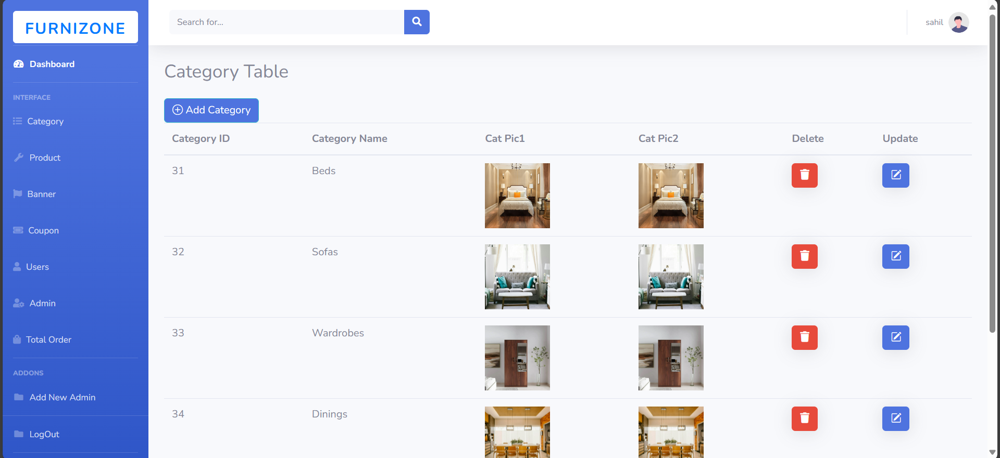 FURNIZONE
Dashboard
INTERFACE
Category
Product
Banner
Coupon
Users
Admin
Total Order
ADDONS
Add New Admin
LogOut
Search for...
sahil
Category Table
Add Category
Category ID Category Name Cat Pic1 Cat Pic2 Delete Update
31 Beds
32 Sofas
33 Wardrobes
34 Dinings